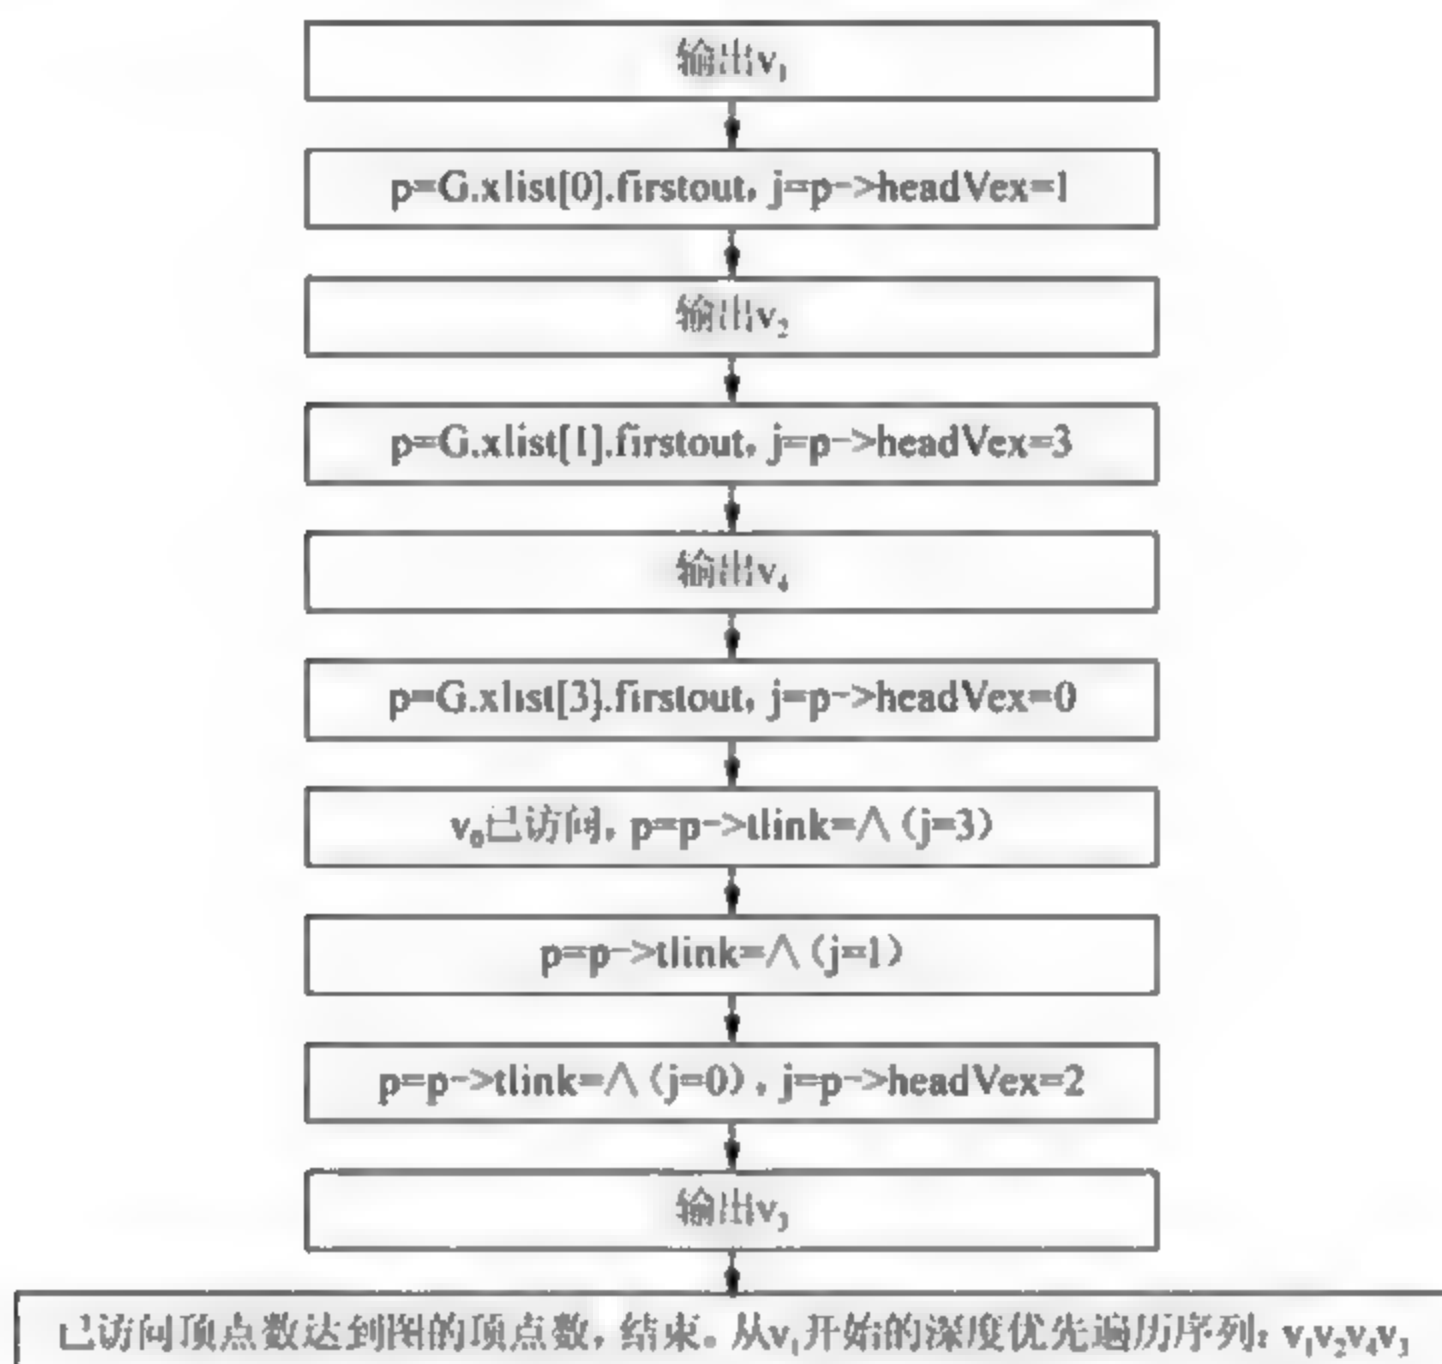 输出v₁
p=G.xlist[0].firstout, j=p->headVex=1
输出v₂
p=G.xlist[1].firstout, j=p->headVex=3
输出v₄
p=G.xlist[3].firstout, j=p->headVex=0
v₀已访问, p=p->tlink=∧(j=3)
p=p->tlink=∧(j=1)
p=p->tlink=∧(j=0), j=p->headVex=2
输出v₃
已访问顶点数达到图的顶点数, 结束。从v₁开始的深度优先遍历序列: v₁v₂v₄v₃